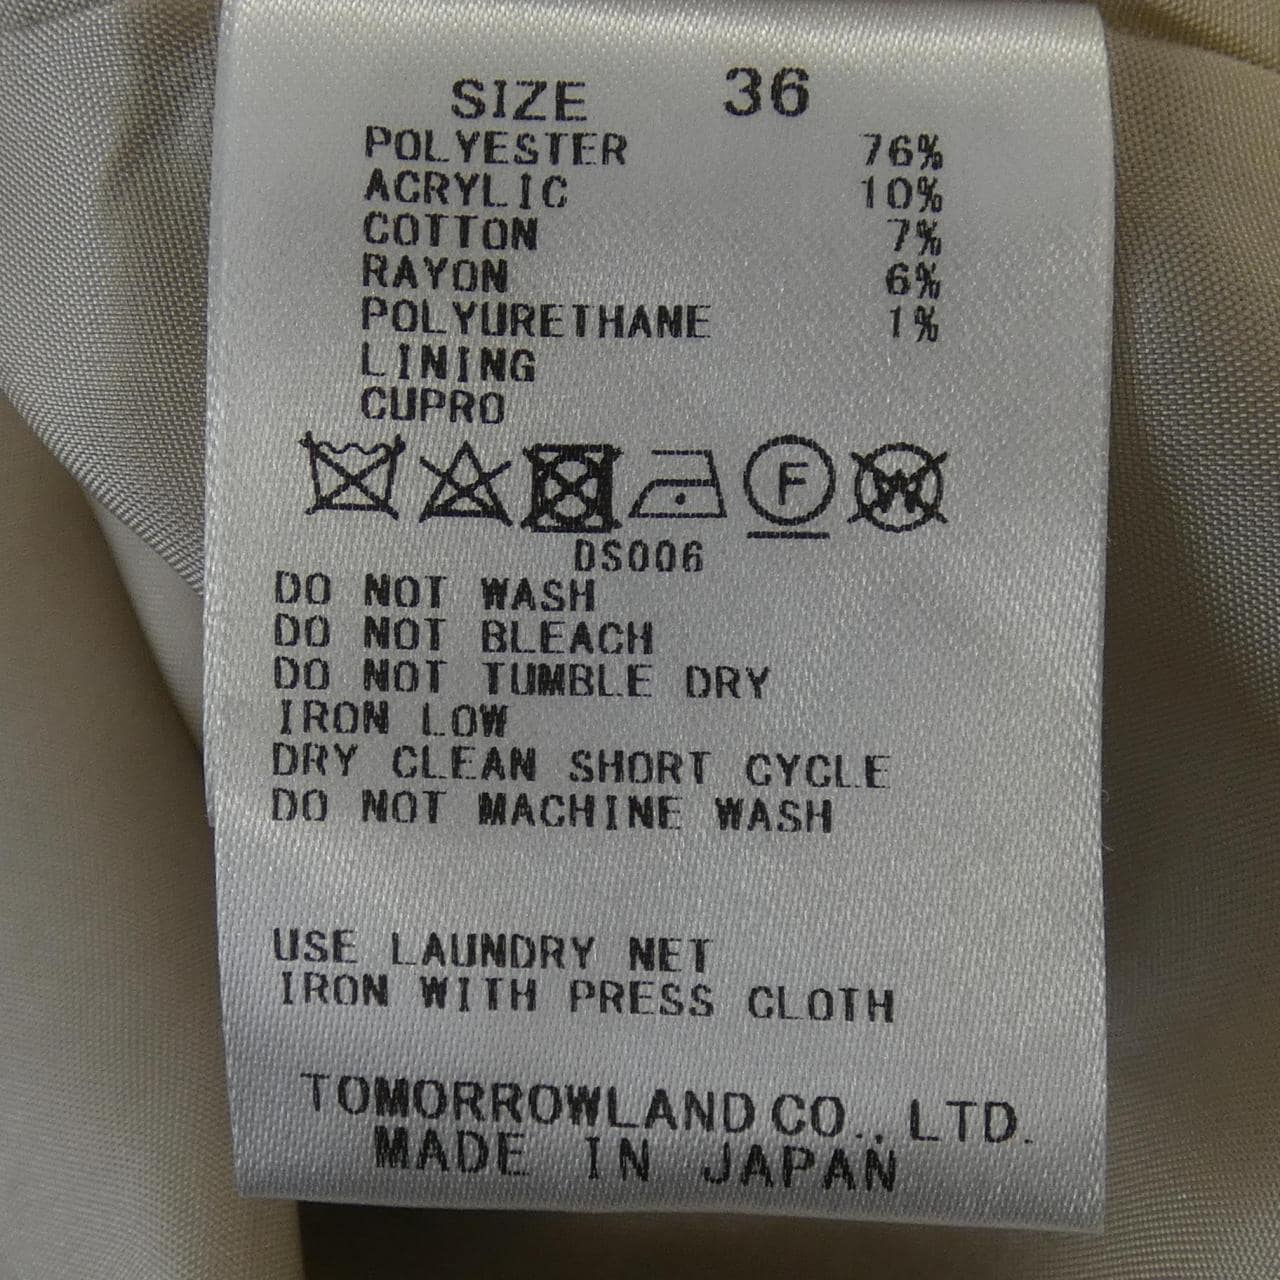 SIZE 36
POLYESTER 76%
ACRYLIC 10%
COTTON 7%
RAYON 6%
POLYURETHANE 1%
LINING
CUPRO
F W
DS006
DO NOT WASH
DO NOT BLEACH
DO NOT TUMBLE DRY
IRON LOW
DRY CLEAN SHORT CYCLE
DO NOT MACHINE WASH
USE LAUNDRY NET
IRON WITH PRESS CLOTH
TOMORROWLAND CO., LTD.
MADE IN JAPAN